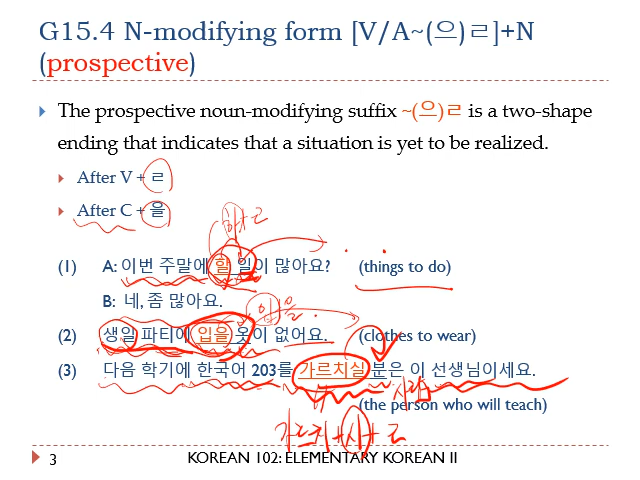 G15.4 N-modifying form [V/A~(으)ㄹ]+N
(prospective)
The prospective noun-modifying suffix ~(으)ㄹ is a two-shape
ending that indicates that a situation is yet to be realized.
After V + ㄹ
After C + 을
하+ㄹ
(1) A: 이번 주말에 할 일이 많아요? (things to do)
B: 네, 좀 많아요.
입을
(2) 생일 파티에 입을 옷이 없어요. (clothes to wear)
(3) 다음 학기에 한국어 203를 가르치실 분은 이 선생님이세요.
사람
(the person who will teach)
가르치+시+ㄹ
3 KOREAN 102: ELEMENTARY KOREAN II